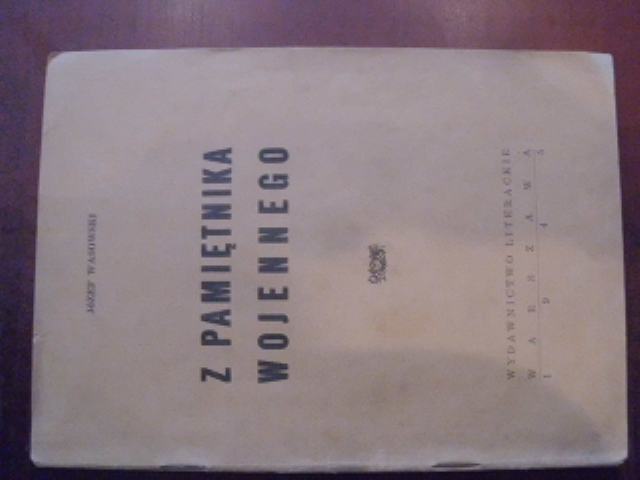 JÓZEF WASOWSKI
Z PAMIĘTNIKA
WOJENNEGO
WYDAWNICTWO LITERACKIE
WARSZAWA
1945